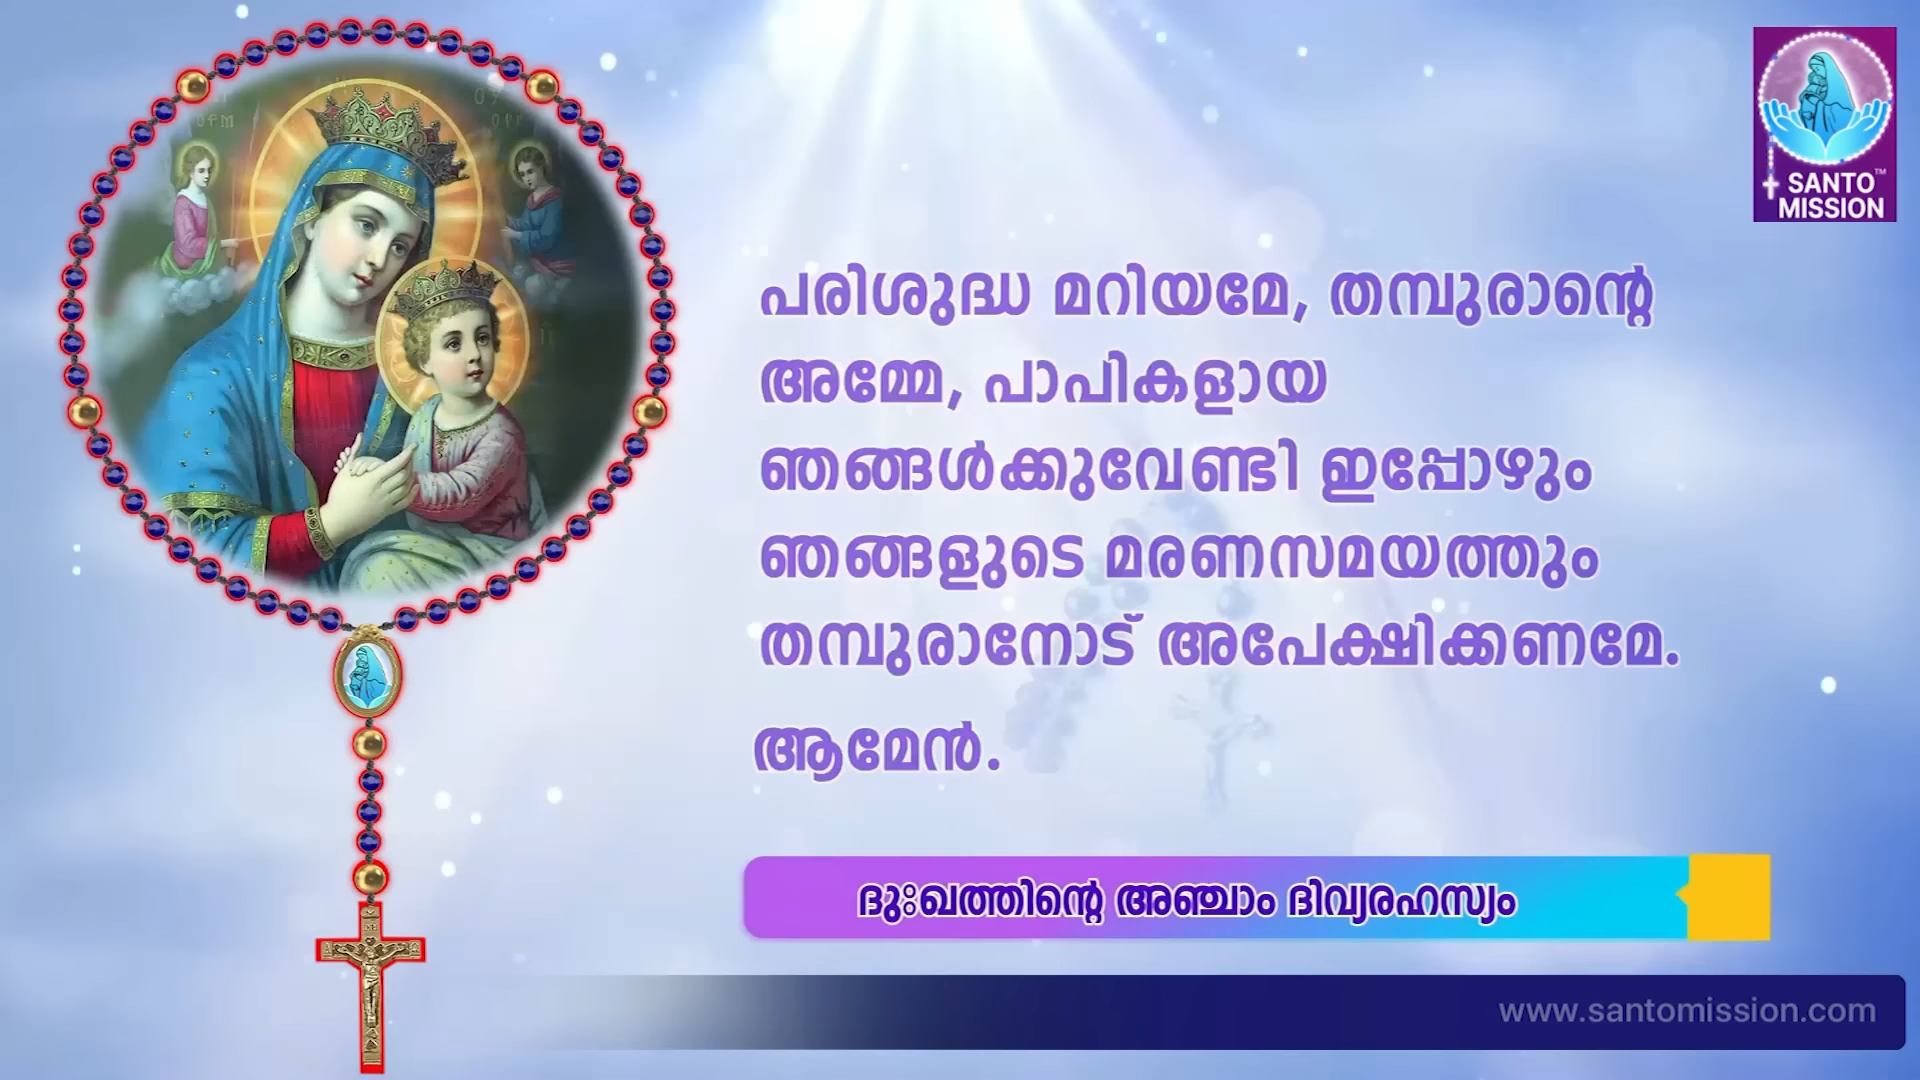 SANTO™
MISSION
പരിശുദ്ധ മറിയമേ, തമ്പുരാന്റെ
അമ്മേ, പാപികളായ
ഞങ്ങൾക്കുവേണ്ടി ഇപ്പോഴും
ഞങ്ങളുടെ മരണസമയത്തും
തമ്പുരാനോട് അപേക്ഷിക്കണമേ.
ആമേൻ.
ദുഃഖത്തിന്റെ അഞ്ചാം ദിവ്യരഹസ്യം
www.santomission.com